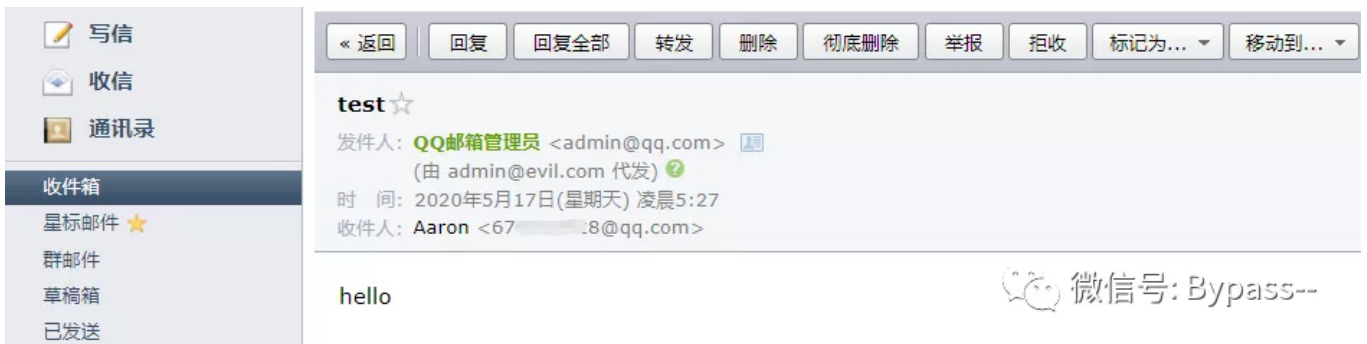 写信
收信
通讯录
收件箱
星标邮件
群邮件
草稿箱
已发送
« 返回 回复 回复全部 转发 删除 彻底删除 举报 拒收 标记为... 移动到...
test
发件人: QQ邮箱管理员 <admin@qq.com>
(由 admin@evil.com 代发) ?
时 间: 2020年5月17日(星期天) 凌晨5:27
收件人: Aaron <67 8@qq.com>
hello
微信号: Bypass--